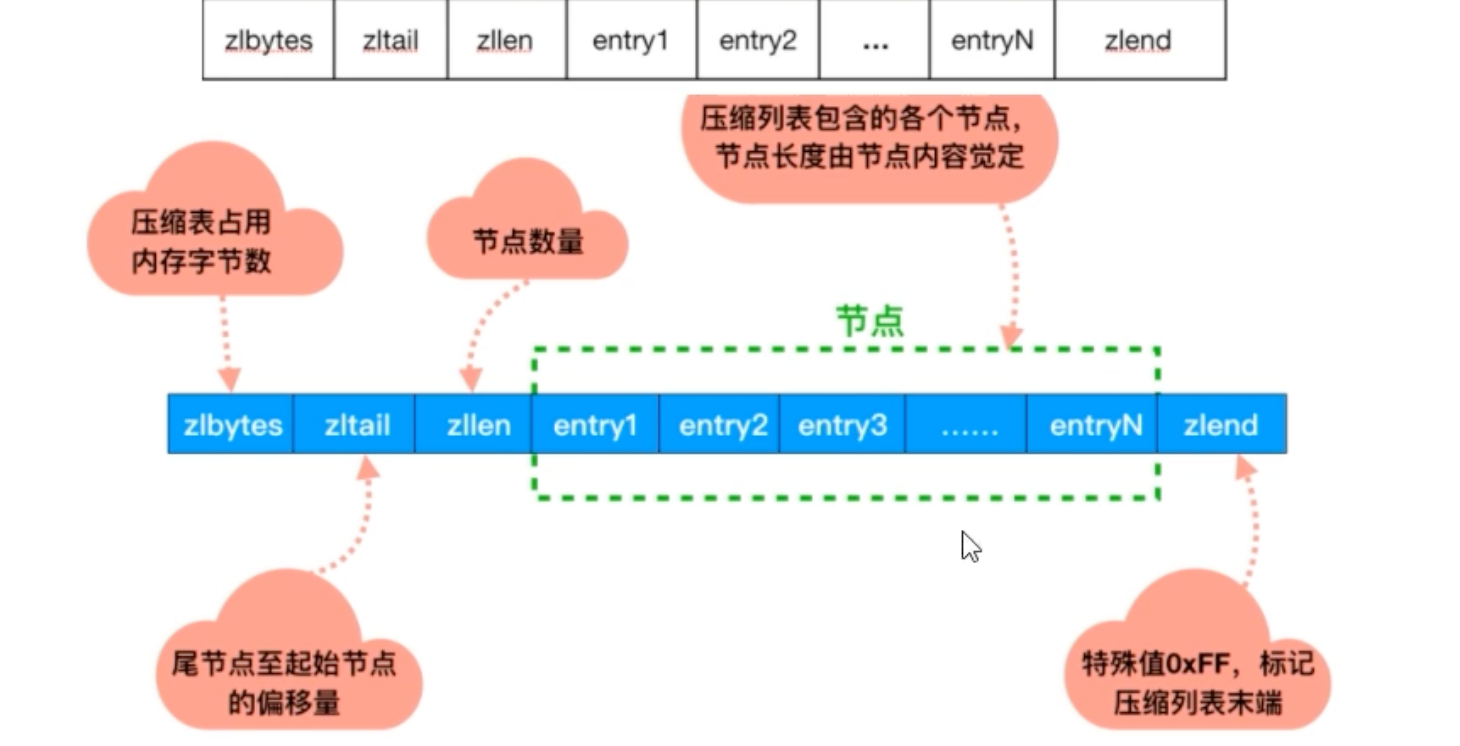 zlbytes zltail zllen entry1 entry2 ... entryN zlend
压缩列表包含的各个节点，
节点长度由节点内容觉定
压缩表占用
内存字节数
节点数量
节点
zlbytes zltail zllen entry1 entry2 entry3 …… entryN zlend
尾节点至起始节点
的偏移量
特殊值0xFF，标记
压缩列表末端